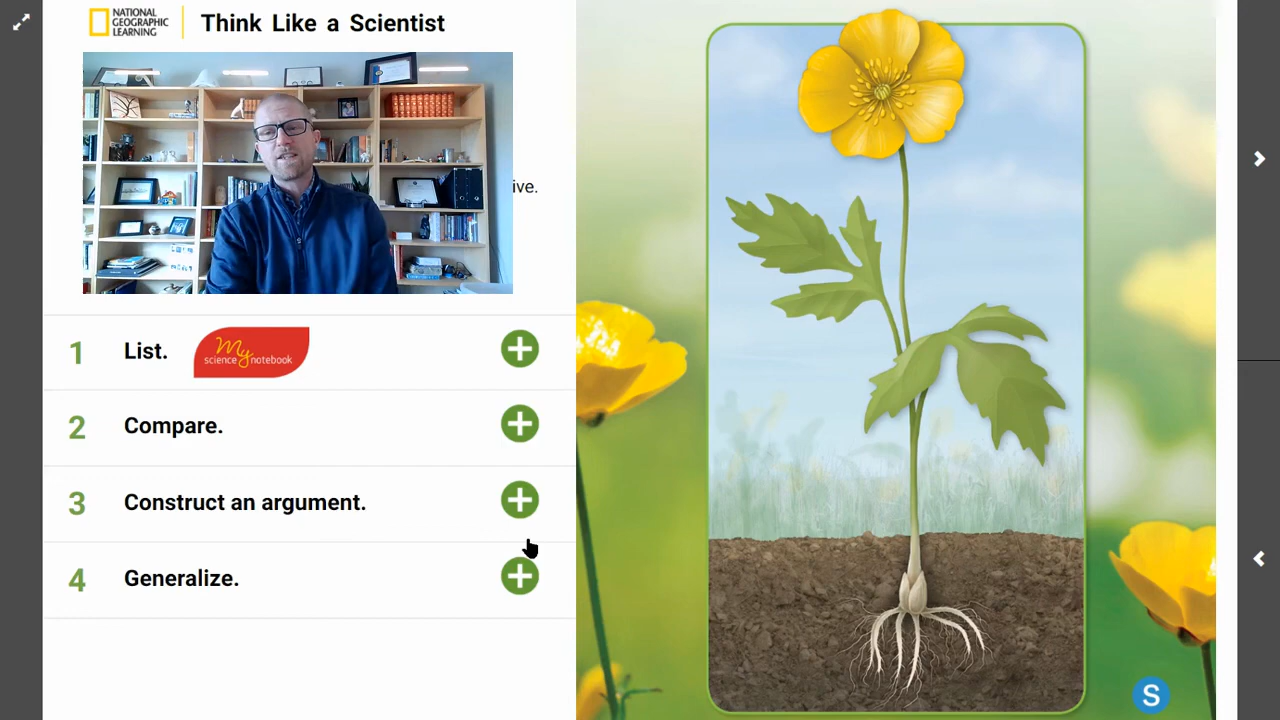 NATIONAL
GEOGRAPHIC
LEARNING
Think Like a Scientist
ive.
1 List.
My
science notebook
2 Compare.
3 Construct an argument.
4 Generalize.
S